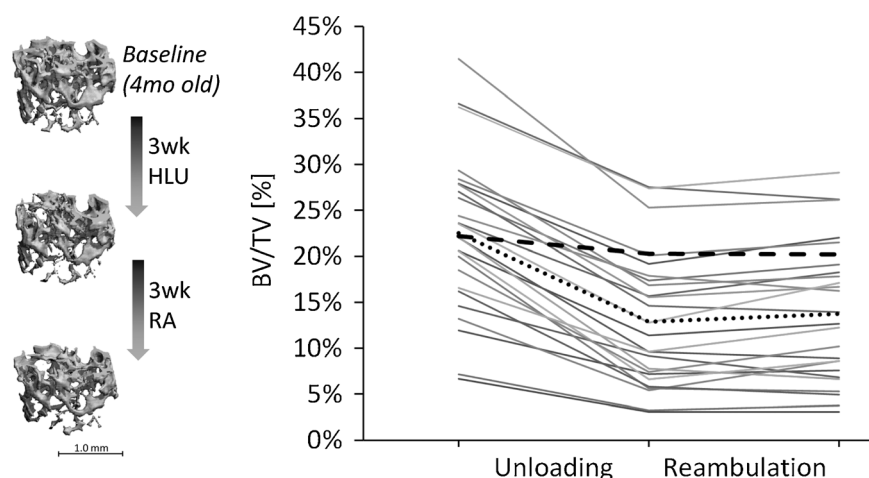 Baseline
(4mo old)
3wk
HLU
3wk
RA
1.0 mm
BV/TV [%]
45%
40%
35%
30%
25%
20%
15%
10%
5%
0%
Unloading
Reambulation